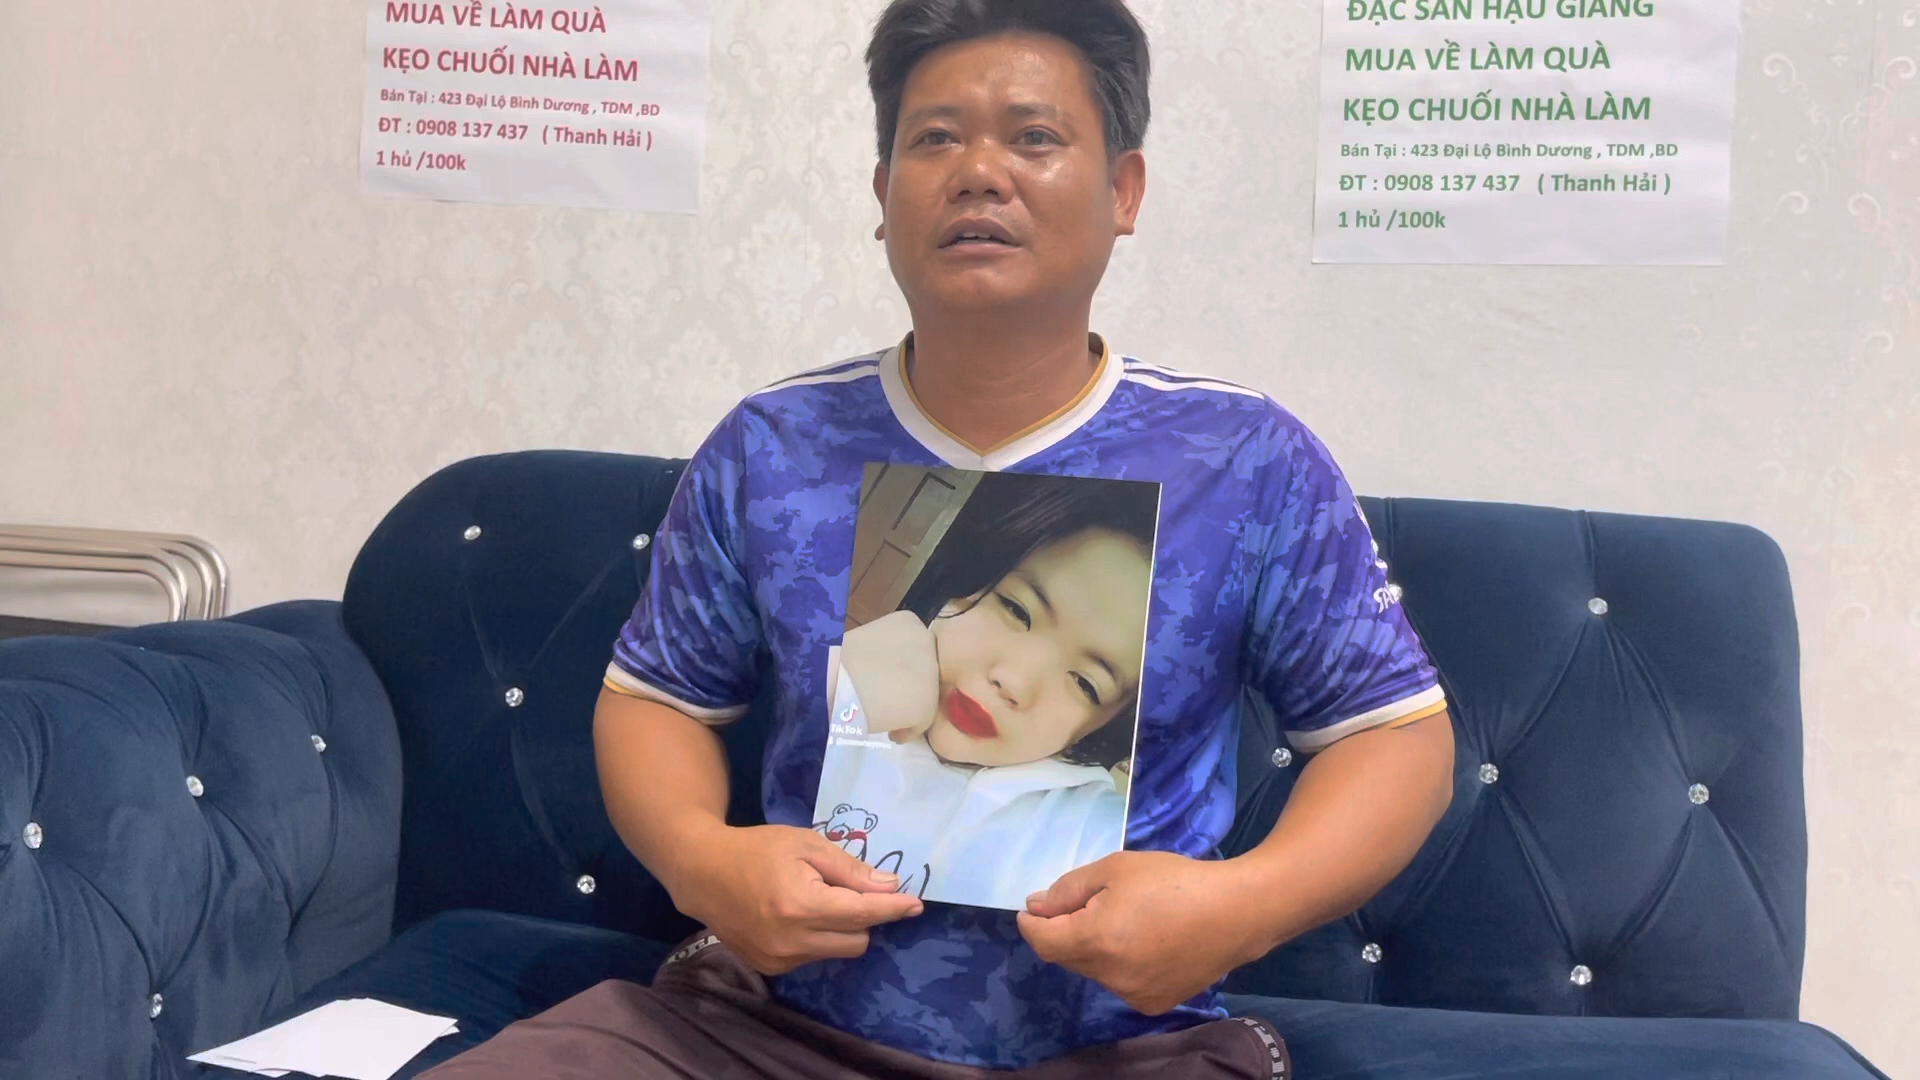 MUA VỀ LÀM QUÀ
KẸO CHUỐI NHÀ LÀM
Bán Tại : 423 Đại Lộ Bình Dương , TDM ,BD
ĐT : 0908 137 437 ( Thanh Hải )
1 hủ /100k
ĐẶC SẢN HẬU GIANG
MUA VỀ LÀM QUÀ
KẸO CHUỐI NHÀ LÀM
Bán Tại : 423 Đại Lộ Bình Dương , TDM ,BD
ĐT : 0908 137 437 ( Thanh Hải )
1 hủ /100k
TikTok